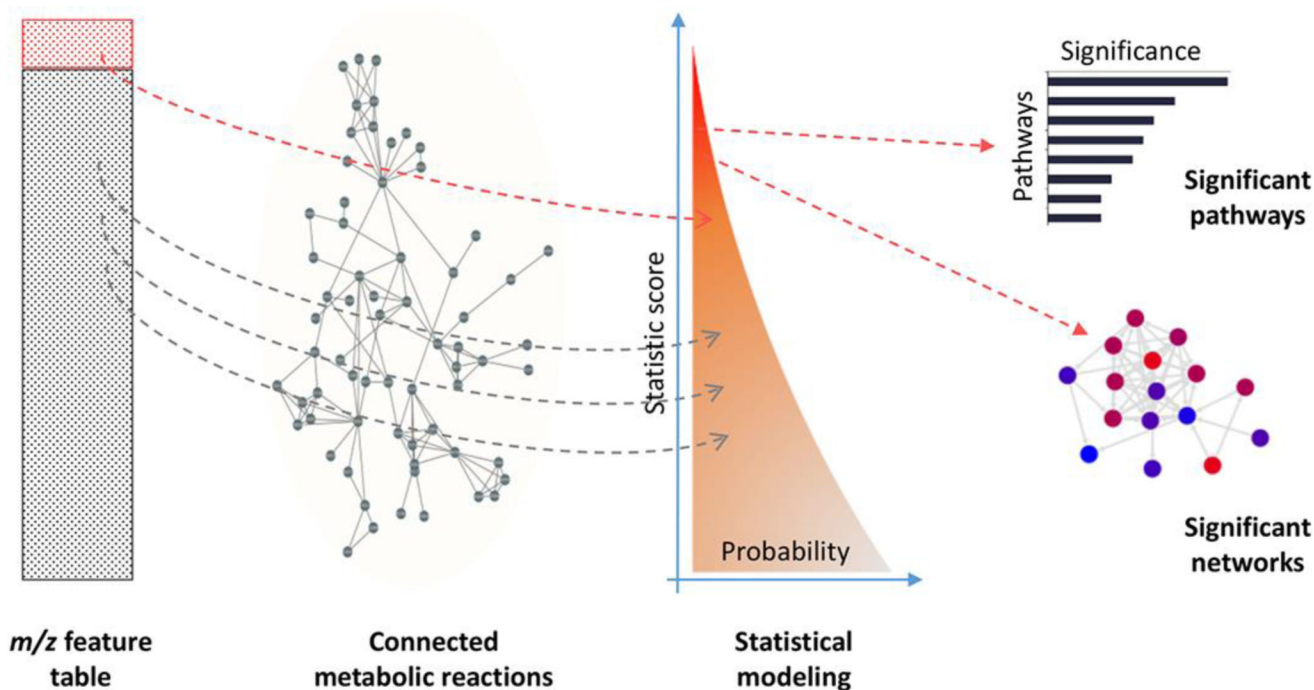 Significance
Pathways
Significant
pathways
Statistic score
Probability
Significant
networks
m/z feature
table
Connected
metabolic reactions
Statistical
modeling